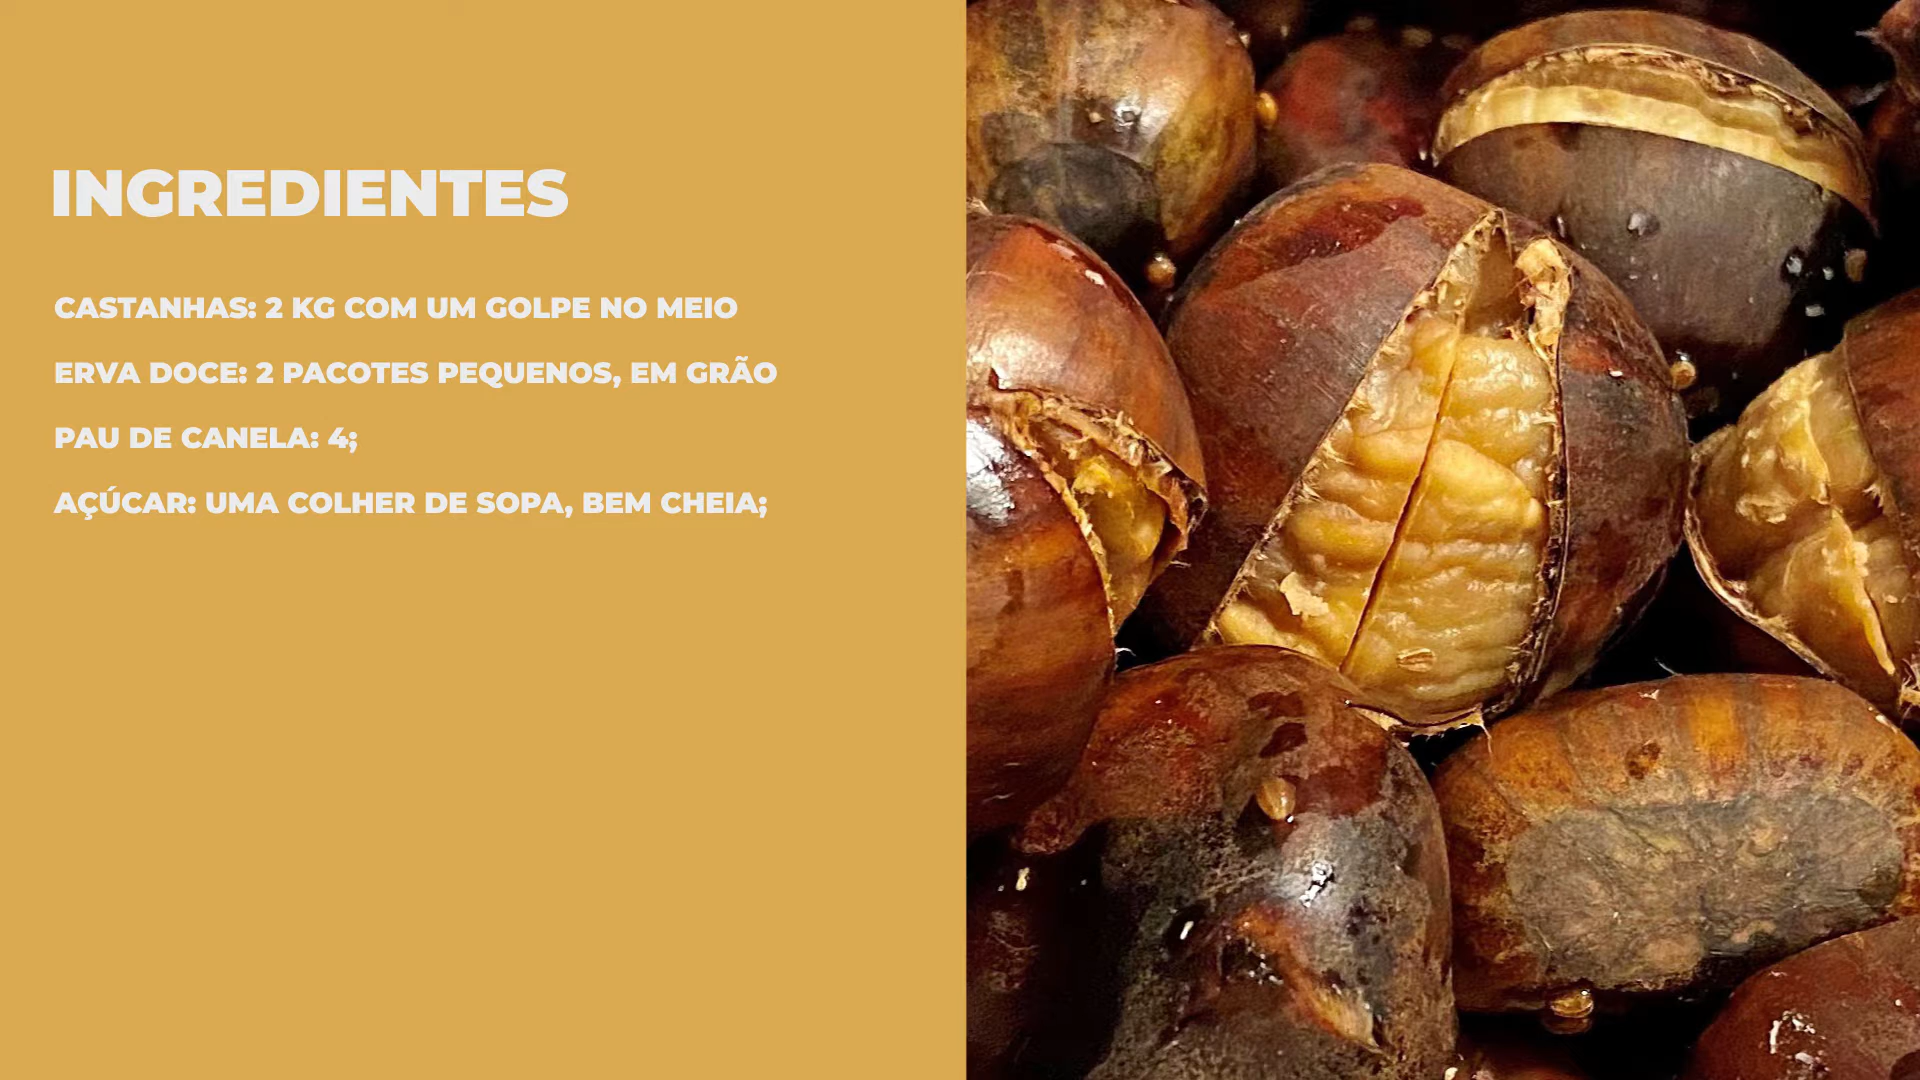 INGREDIENTES
CASTANHAS: 2 KG COM UM GOLPE NO MEIO
ERVA DOCE: 2 PACOTES PEQUENOS, EM GRÃO
PAU DE CANELA: 4;
AÇÚCAR: UMA COLHER DE SOPA, BEM CHEIA;